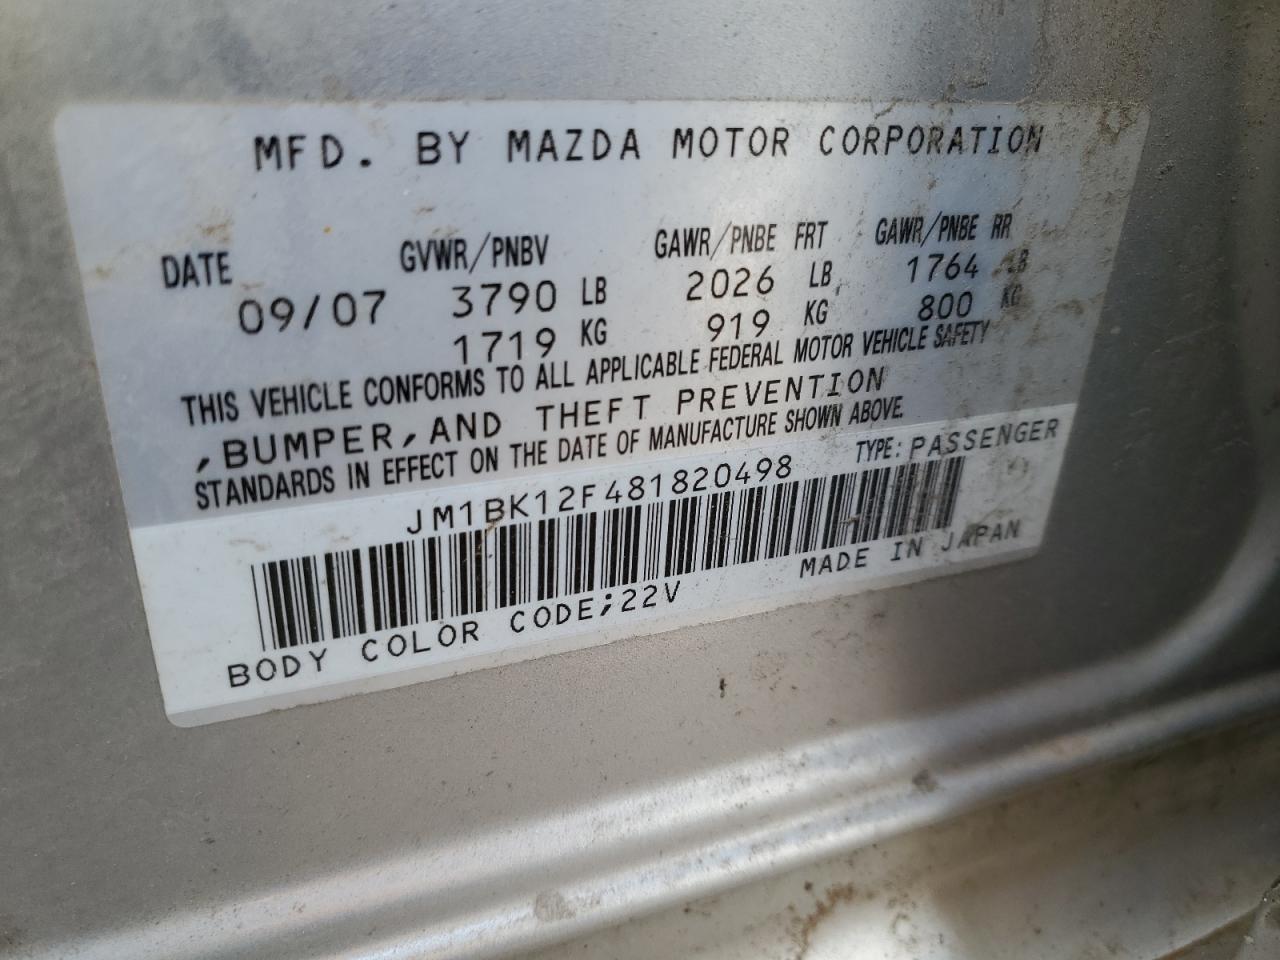 MFD. BY MAZDA MOTOR CORPORATION
DATE GVWR/PNBV GAWR/PNBE FRT GAWR/PNBE RR
09/07 3790 LB 2026 LB, 1764 LB
1719 KG 919 KG 800 KG
THIS VEHICLE CONFORMS TO ALL APPLICABLE FEDERAL MOTOR VEHICLE SAFETY
,BUMPER,AND THEFT PREVENTION
STANDARDS IN EFFECT ON THE DATE OF MANUFACTURE SHOWN ABOVE.
JM1BK12F481820498 TYPE: PASSENGER
BODY COLOR CODE;22V MADE IN JAPAN